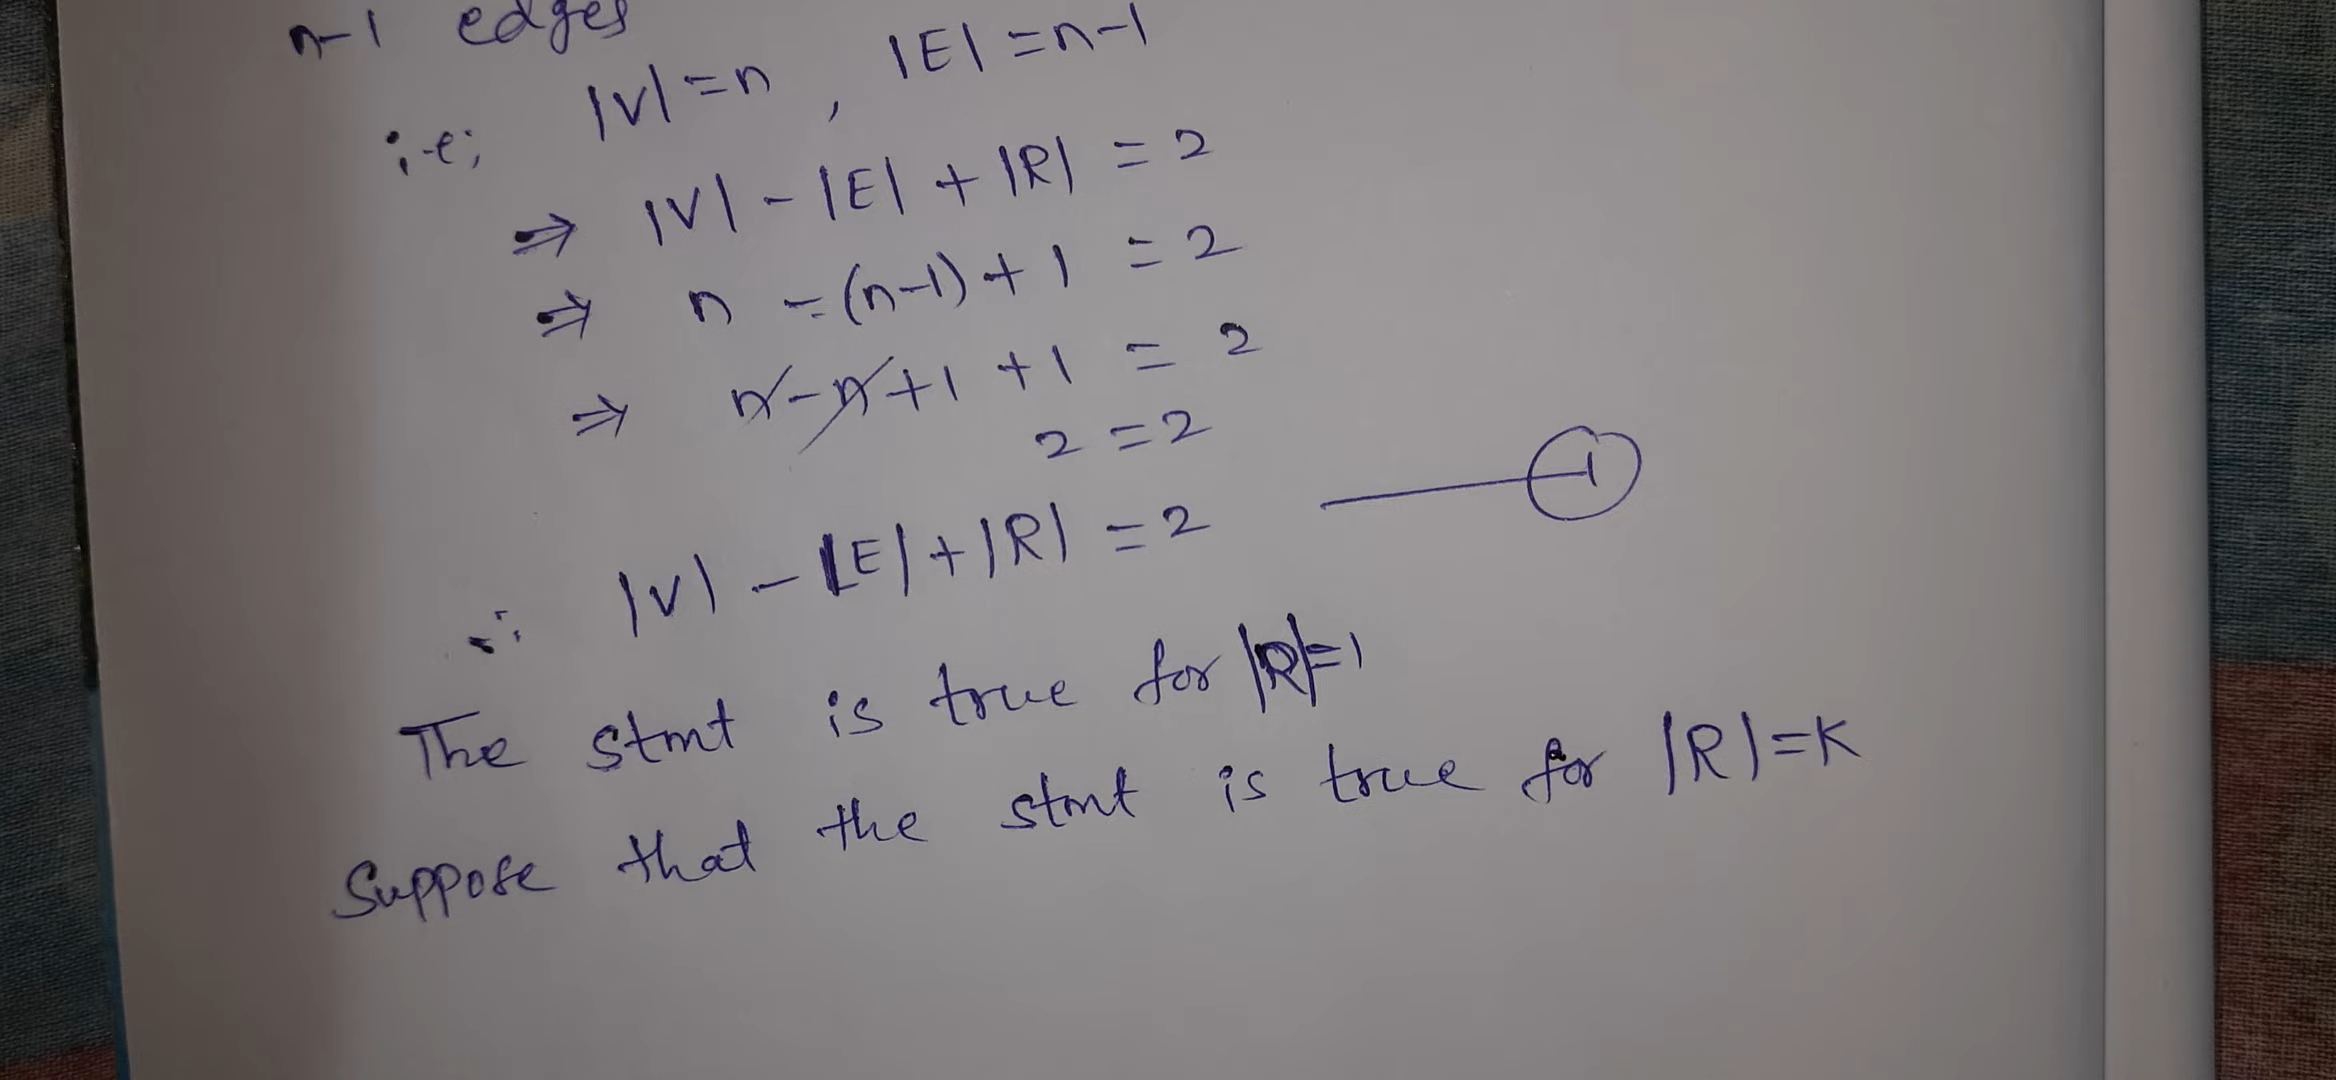 n-1 edges
i.e; |V|=n , |E|=n-1
⇒ |V| - |E| + |R| = 2
⇒ n - (n-1) + 1 = 2
⇒ n - n + 1 + 1 = 2
2 = 2
∴ |V| - |E| + |R| = 2 — 1
The stmt is true for |R|=1
Suppose that the stmt is true for |R|=K